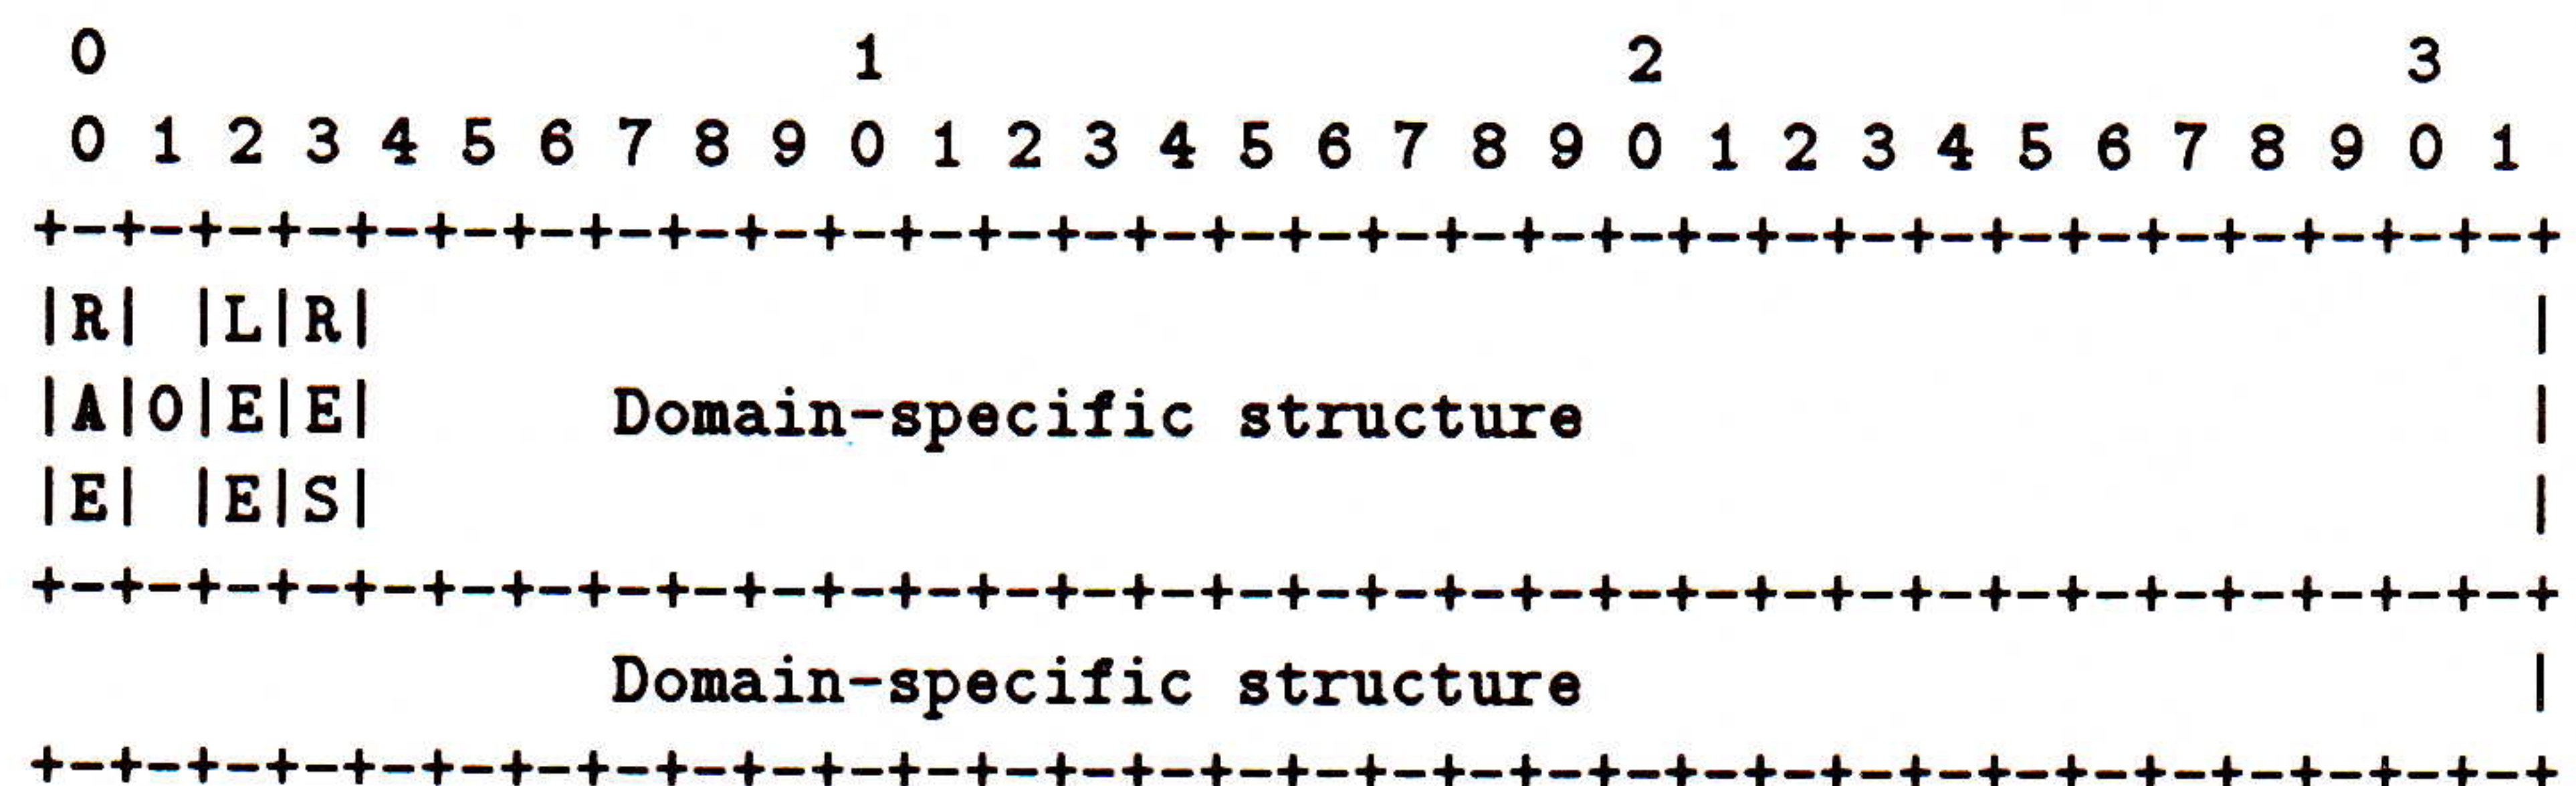 0                   1                   2                   3
 0 1 2 3 4 5 6 7 8 9 0 1 2 3 4 5 6 7 8 9 0 1 2 3 4 5 6 7 8 9 0 1
+-+-+-+-+-+-+-+-+-+-+-+-+-+-+-+-+-+-+-+-+-+-+-+-+-+-+-+-+-+-+-+-+
|R| |L|R|                                                       |
|A|0|E|E|      Domain-specific structure                        |
|E| |E|S|                                                       |
+-+-+-+-+-+-+-+-+-+-+-+-+-+-+-+-+-+-+-+-+-+-+-+-+-+-+-+-+-+-+-+-+
               Domain-specific structure                        |
+-+-+-+-+-+-+-+-+-+-+-+-+-+-+-+-+-+-+-+-+-+-+-+-+-+-+-+-+-+-+-+-+